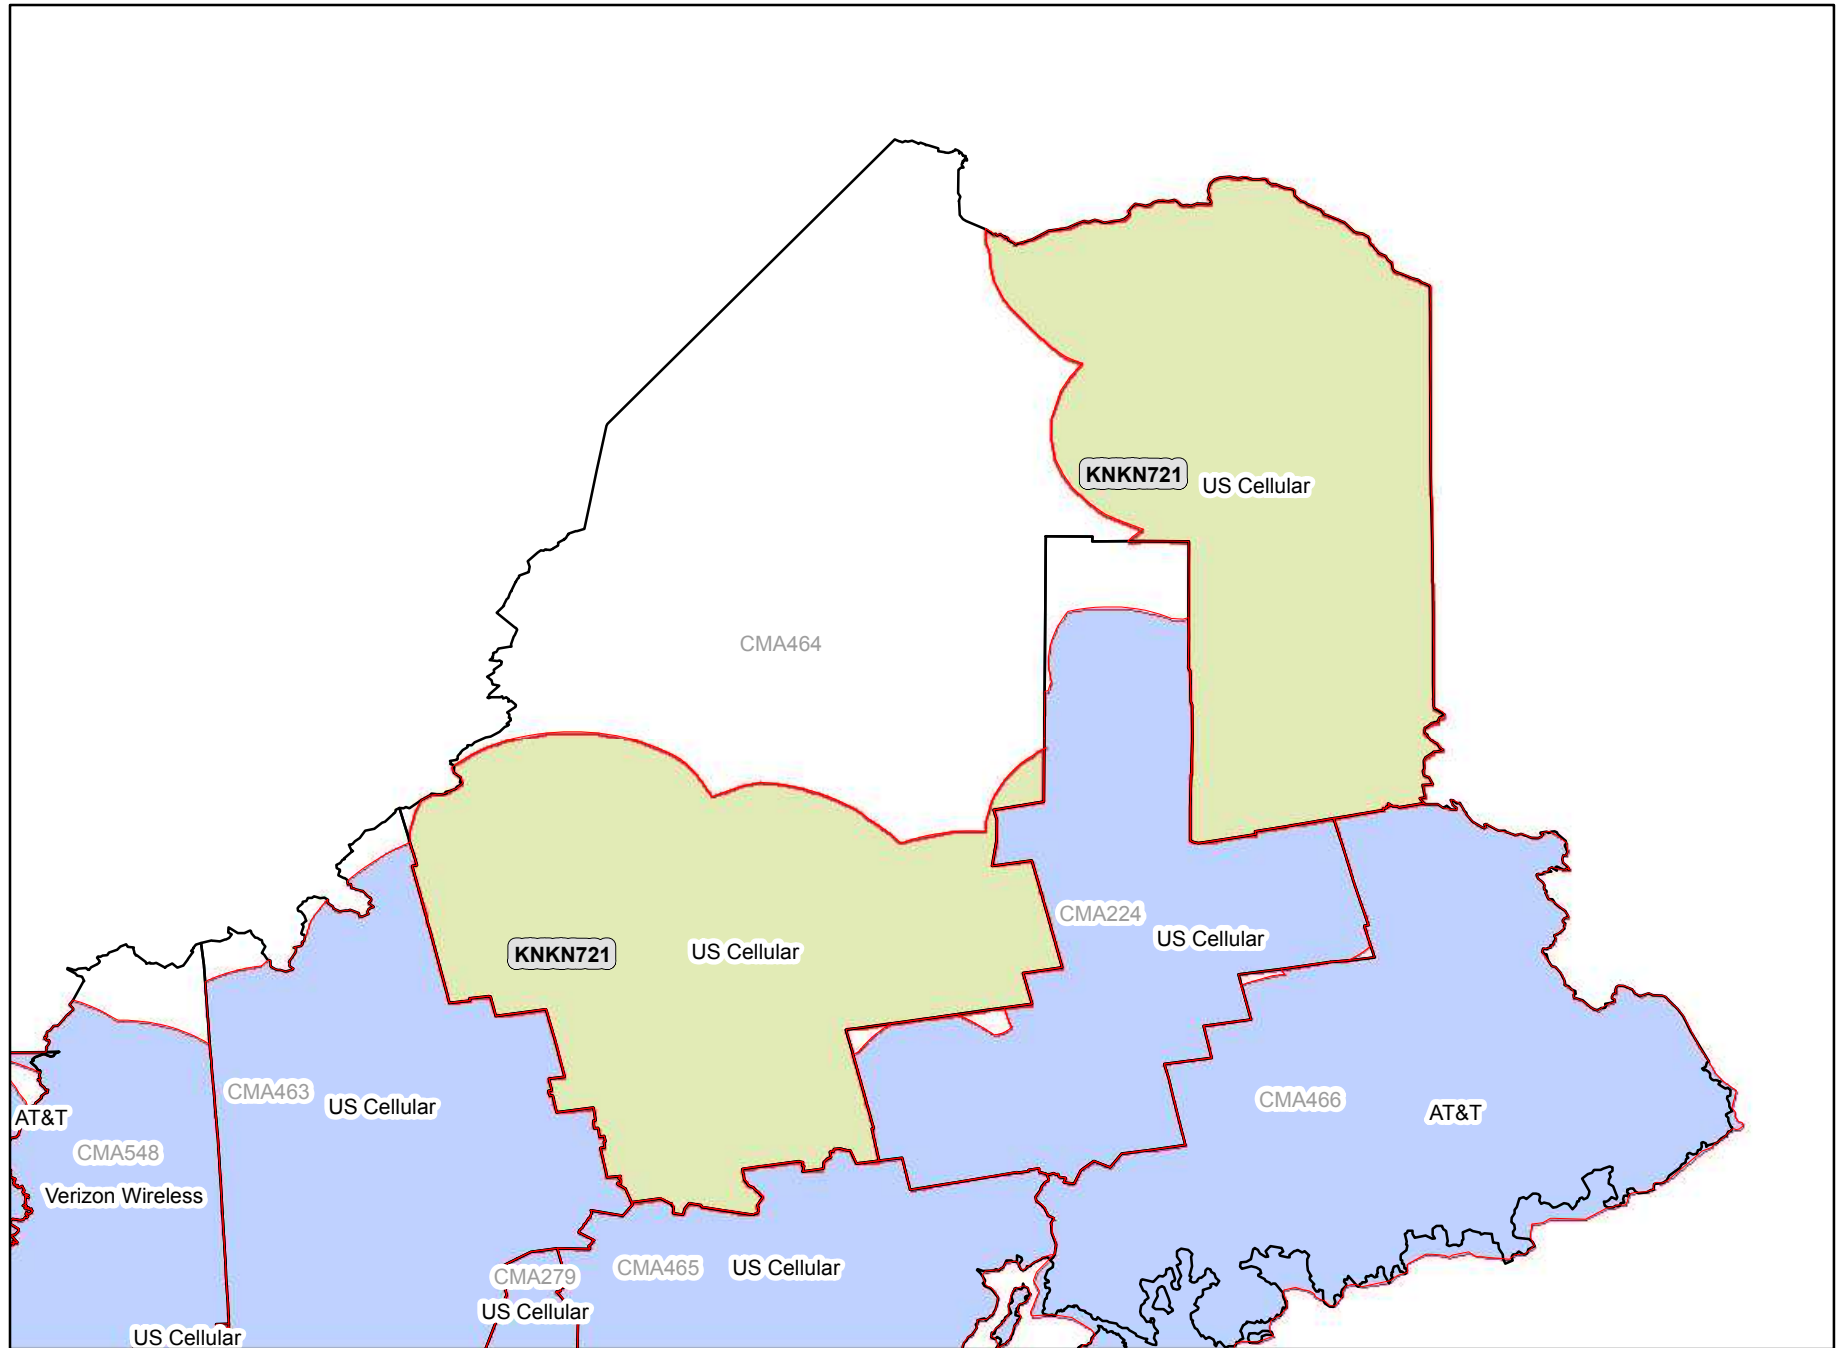 KNKN721
US Cellular
CMA464
CMA224
US Cellular
KNKN721
US Cellular
CMA463
US Cellular
AT&T
CMA548
Verizon Wireless
CMA466
AT&T
CMA279
US Cellular
CMA465
US Cellular
US Cellular